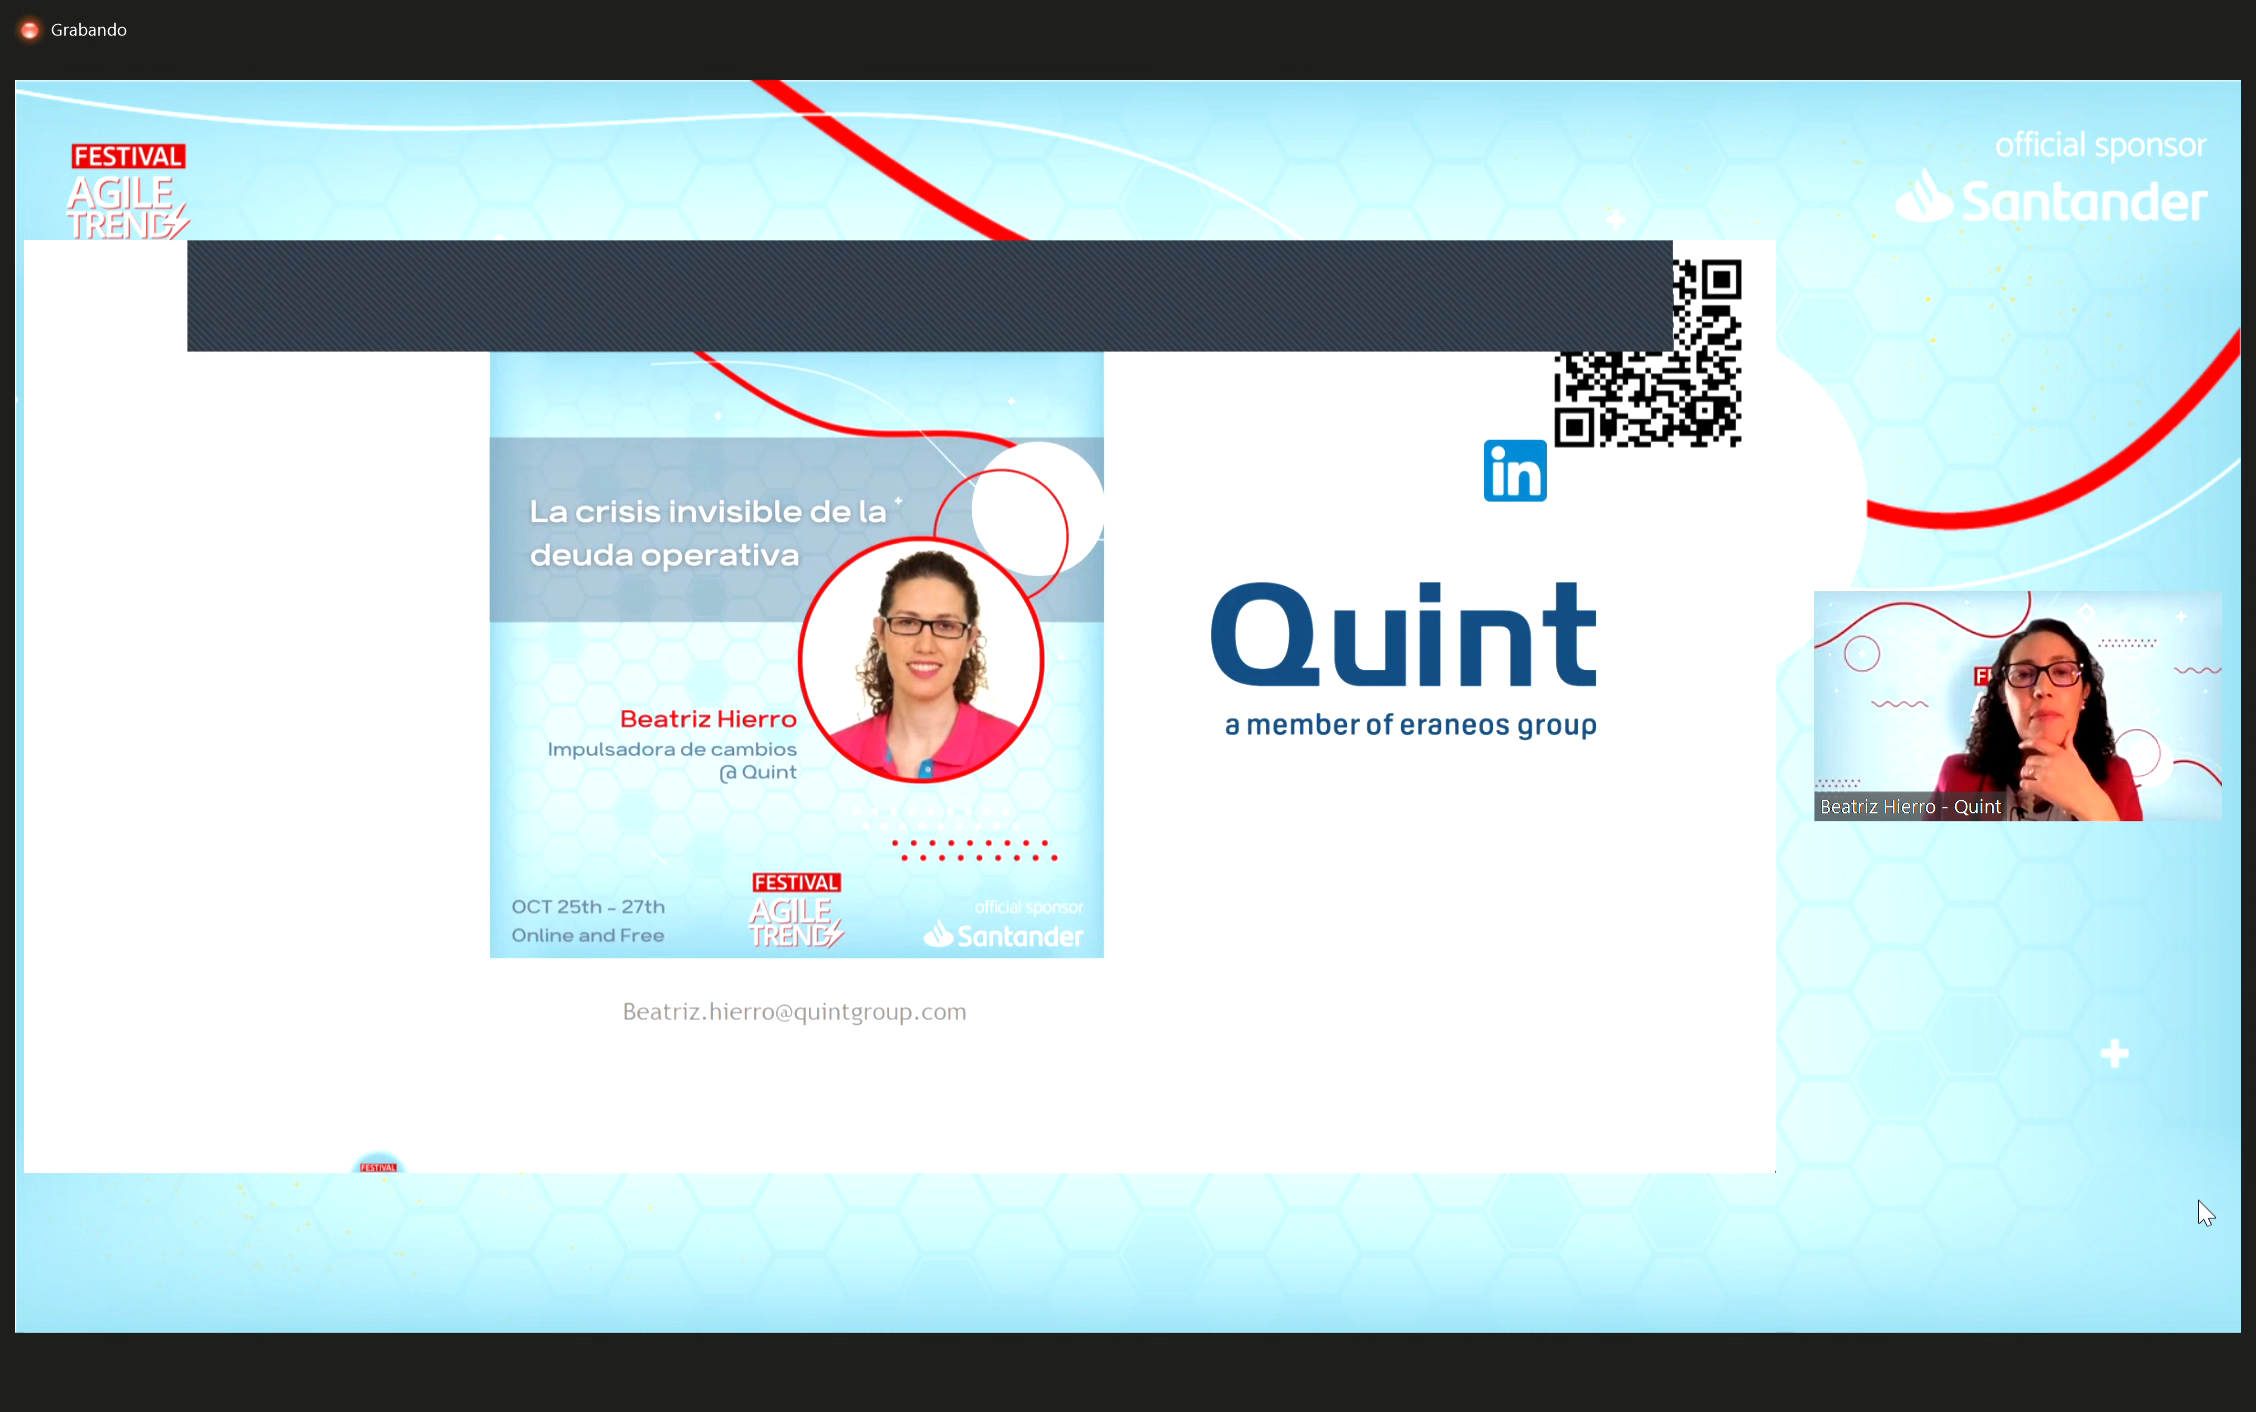 Grabando
FESTIVAL
AGILE
TRENDS
official sponsor
Santander
in
La crisis invisible de la
deuda operativa
Beatriz Hierro
Impulsadora de cambios
@ Quint
OCT 25th - 27th
Online and Free
FESTIVAL
AGILE
TRENDS
official sponsor
Santander
Beatriz.hierro@quintgroup.com
Quint
a member of eraneos group
Beatriz Hierro - Quint
FESTIVAL